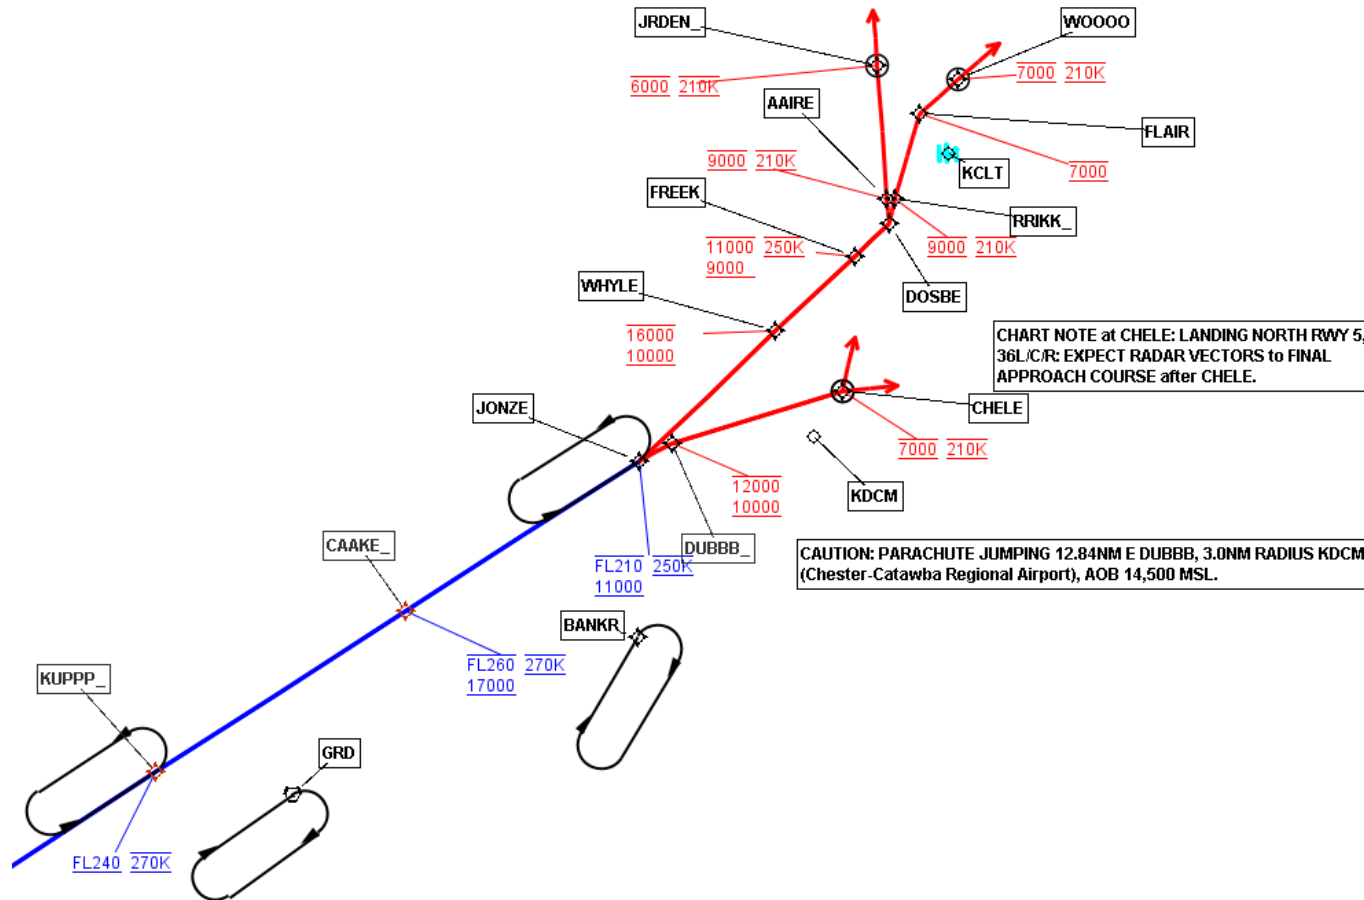 JRDEN_
WOOOO
6000 210K
7000 210K
AAIRE
FLAIR
9000 210K
KCLT
7000
FREEK
RRIKK_
11000 250K
9000
9000 210K
WHYLE
DOSBE
16000
10000
CHART NOTE at CHELE: LANDING NORTH RWY 5,
36L/C/R: EXPECT RADAR VECTORS to FINAL
APPROACH COURSE after CHELE.
JONZE
CHELE
7000 210K
12000
10000
KDCM
CAAKE_
DUBBB_
FL210 250K
11000
CAUTION: PARACHUTE JUMPING 12.84NM E DUBBB, 3.0NM RADIUS KDCM
(Chester-Catawba Regional Airport), AOB 14,500 MSL.
BANKR
FL260 270K
17000
KUPPP_
GRD
FL240 270K